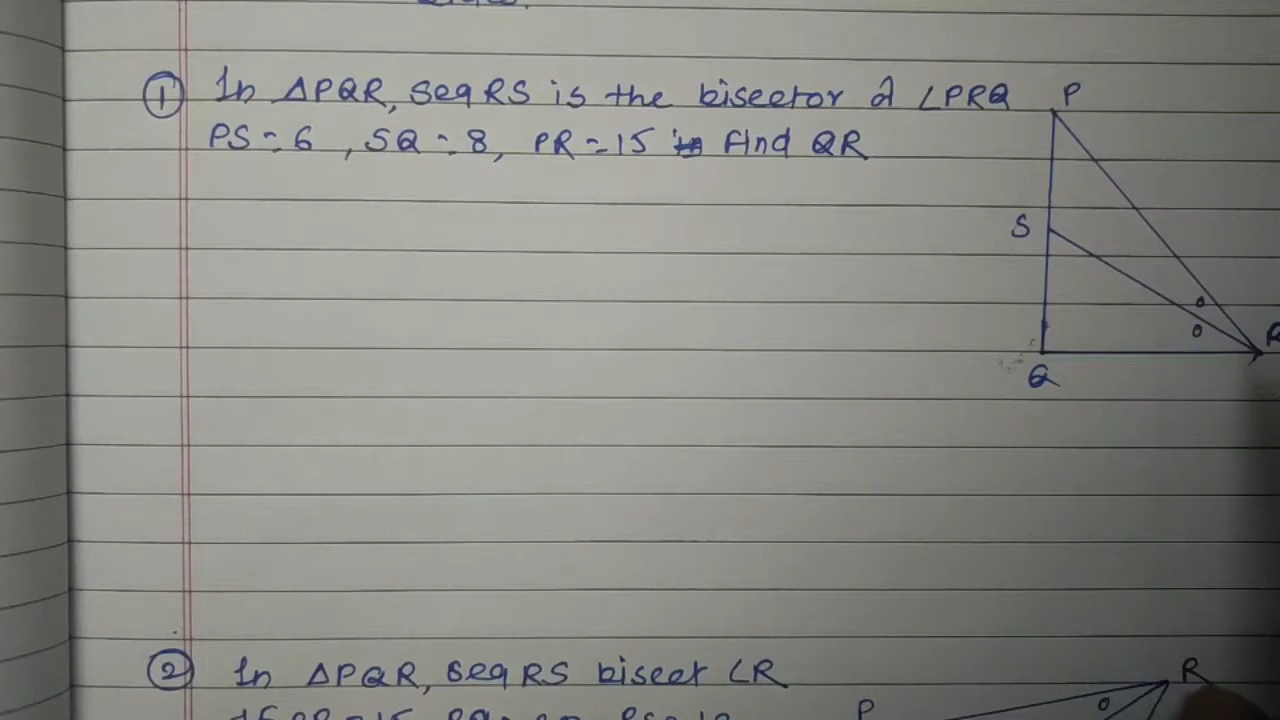 ① In △PQR, seg RS is the bisector of ∠PRQ
PS = 6, SQ = 8, PR = 15 Find QR
P
S
R
Q
② In △PQR, seg RS bisect ∠R
R
P